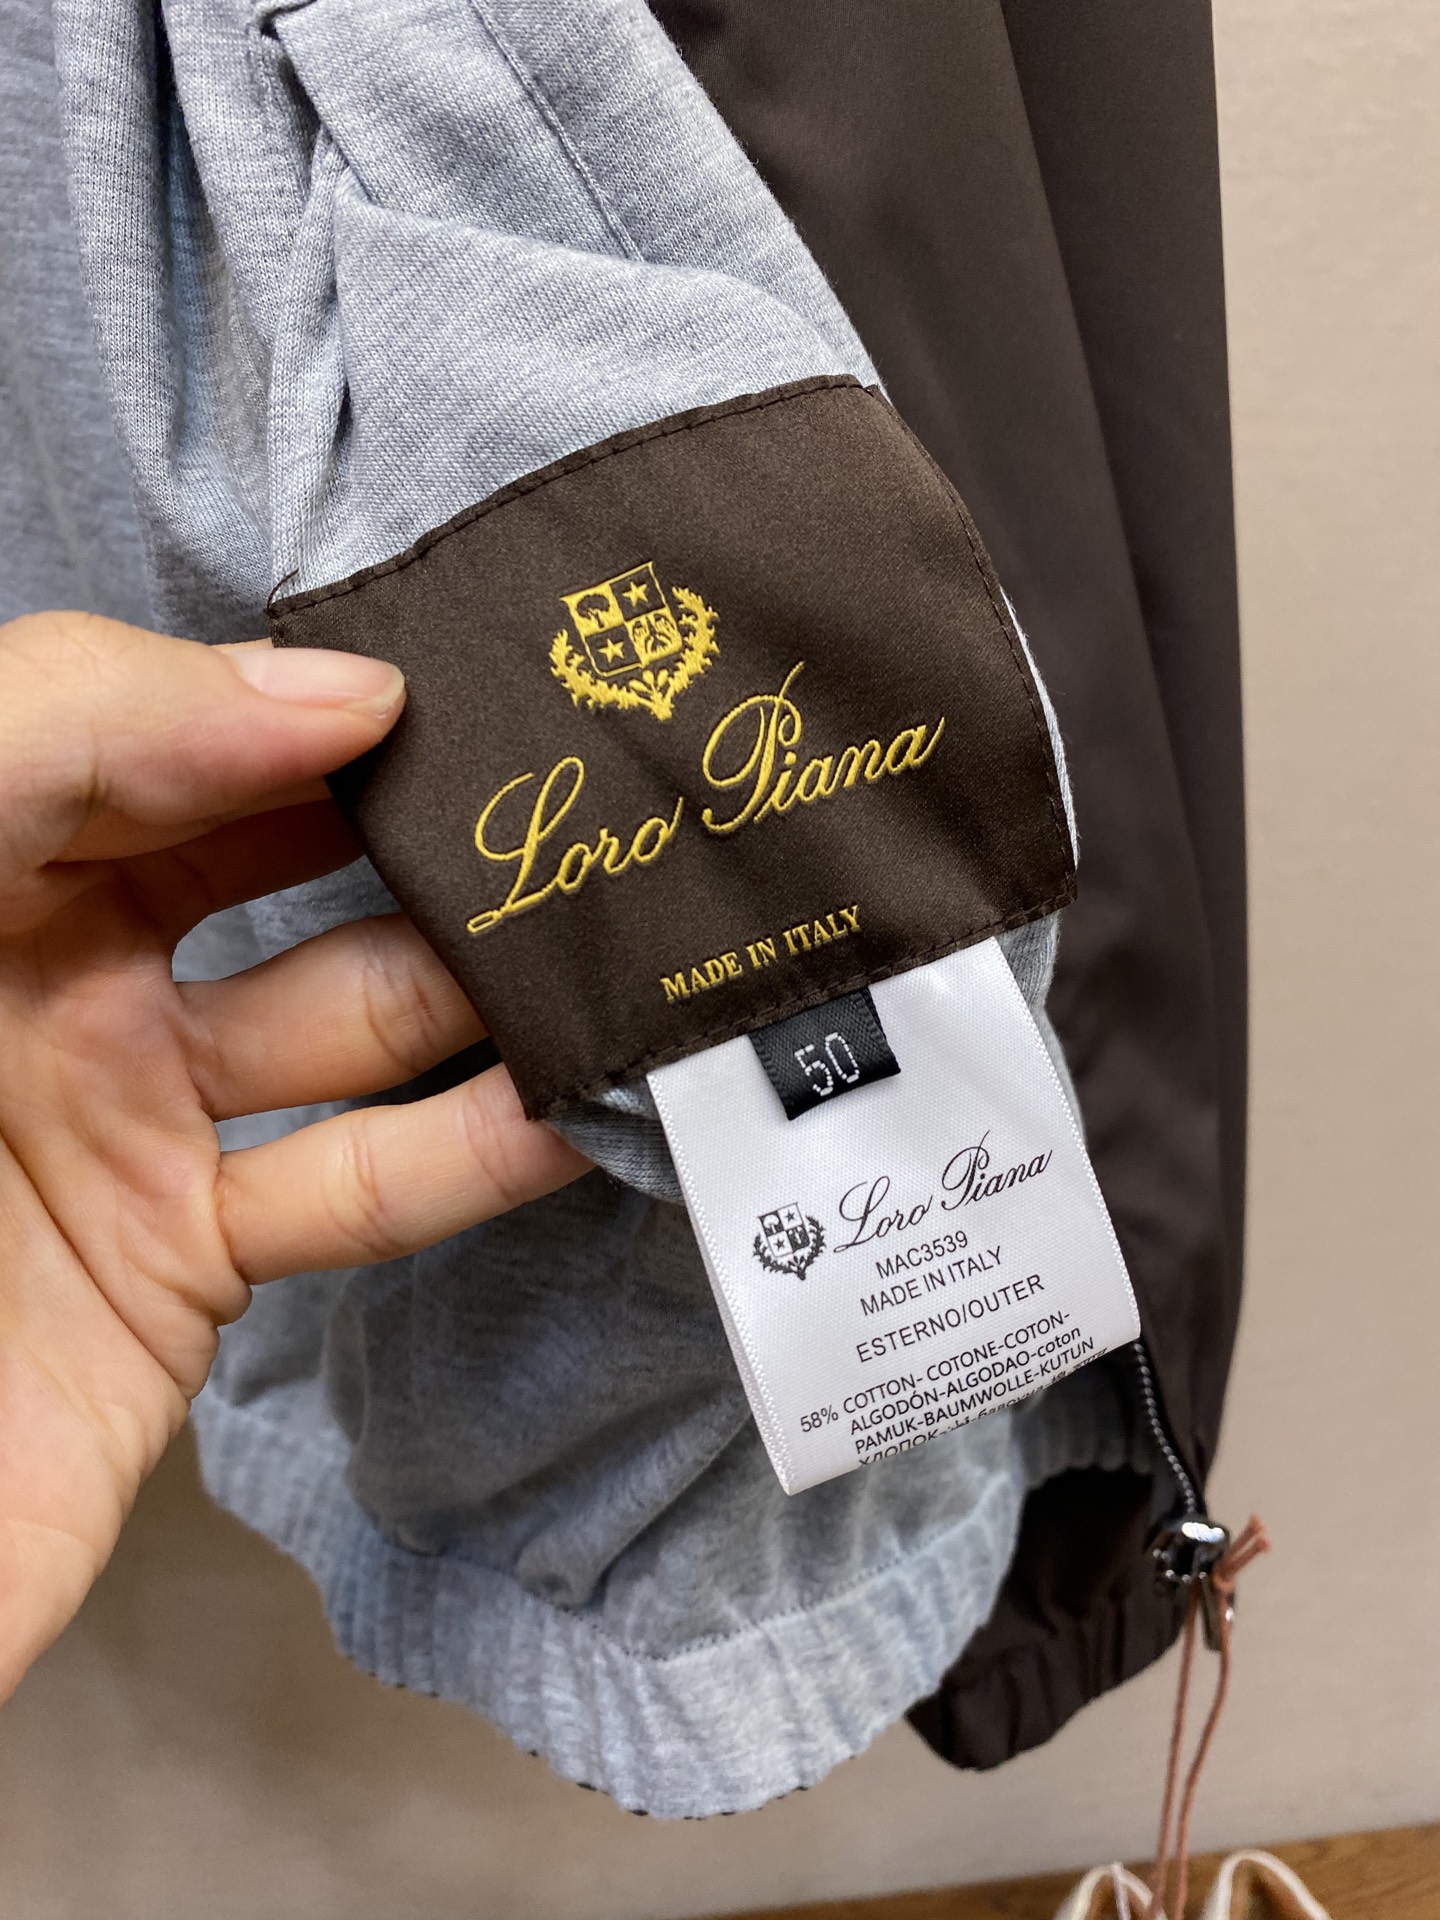 Loro Piana
MADE IN ITALY
50
Loro Piana
MAC3539
MADE IN ITALY
ESTERNO/OUTER
58% COTTON- COTONE-COTON-
ALGODÓN-ALGODAO-coton
PAMUK-BAUMWOLLE-KUTUN
ХЛОПОК-